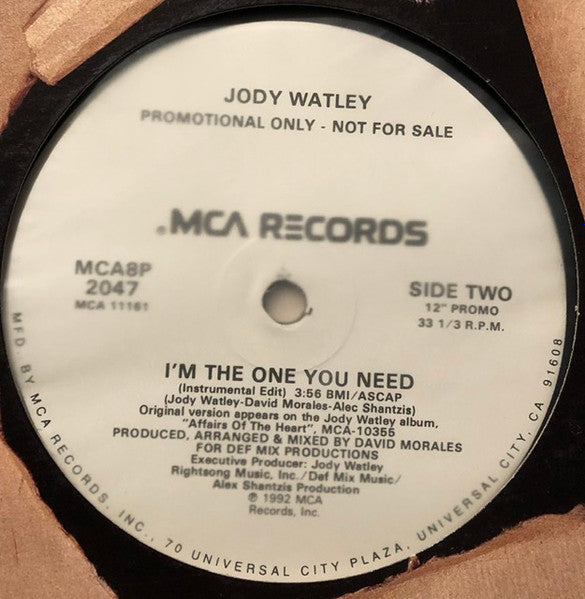 JODY WATLEY
PROMOTIONAL ONLY - NOT FOR SALE
MCA RECORDS
MCA8P
2047
MCA 11161
SIDE TWO
12" PROMO
33 1/3 R.P.M.
I'M THE ONE YOU NEED
(Instrumental Edit) 3:56 BMI/ASCAP
(Jody Watley-David Morales-Alec Shantzis)
Original version appears on the Jody Watley album,
"Affairs Of The Heart", MCA-10355
PRODUCED, ARRANGED & MIXED BY DAVID MORALES
FOR DEF MIX PRODUCTIONS
Executive Producer: Jody Watley
Rightsong Music, Inc./Def Mix Music/
Alex Shantzis Production
℗ 1992 MCA
Records, Inc.
MFD. BY MCA RECORDS, INC., 70 UNIVERSAL CITY PLAZA, UNIVERSAL CITY, CA 91608